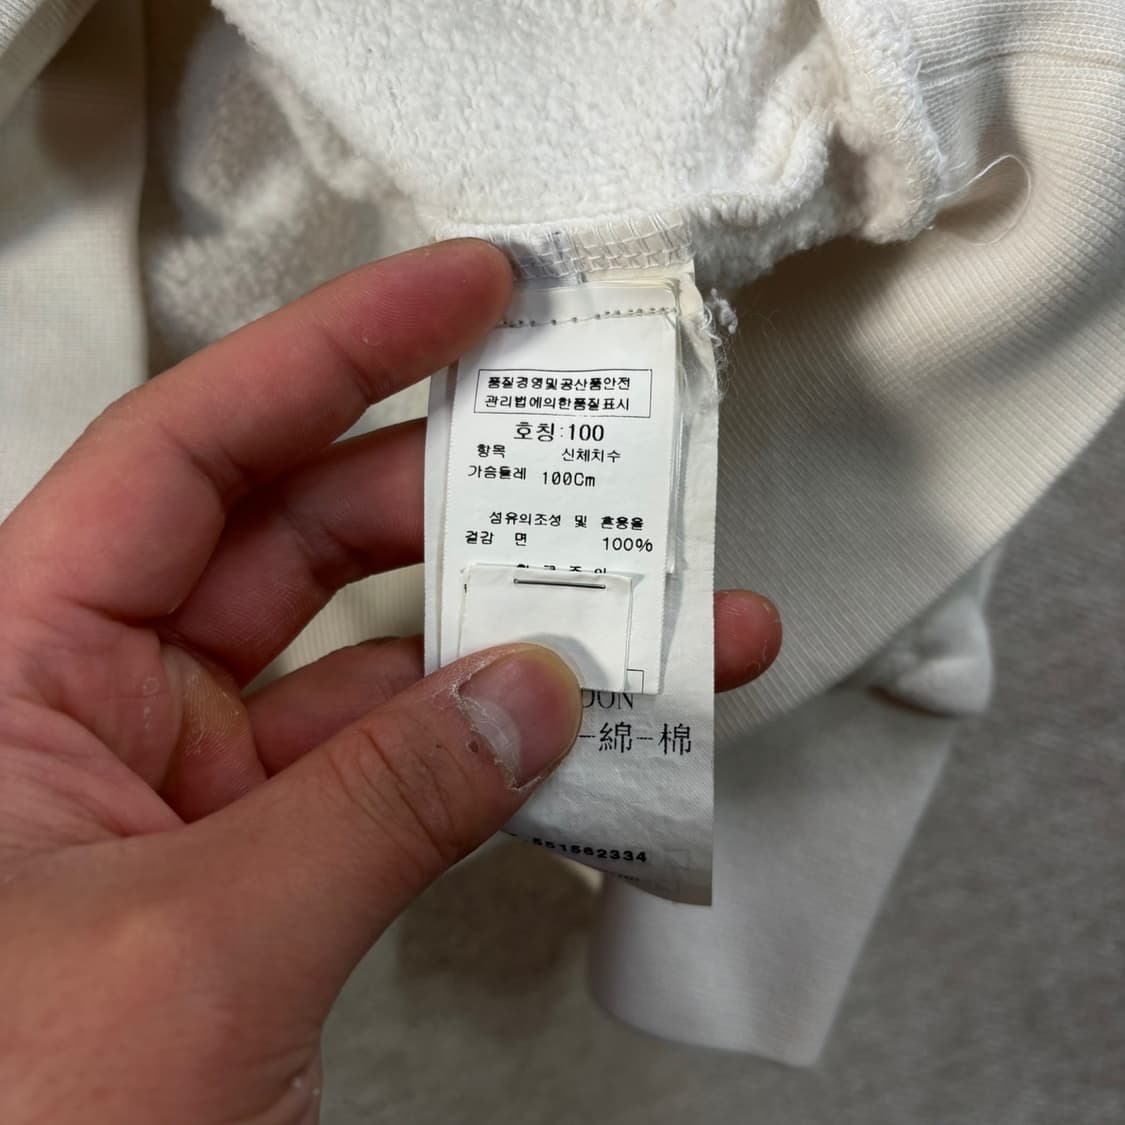 품질경영및공산품안전
관리법에의한품질표시
호칭:100
항목 신체치수
가슴둘레 100Cm
섬유의조성 및 혼용율
겉감 면 100%
-綿-棉
551582334